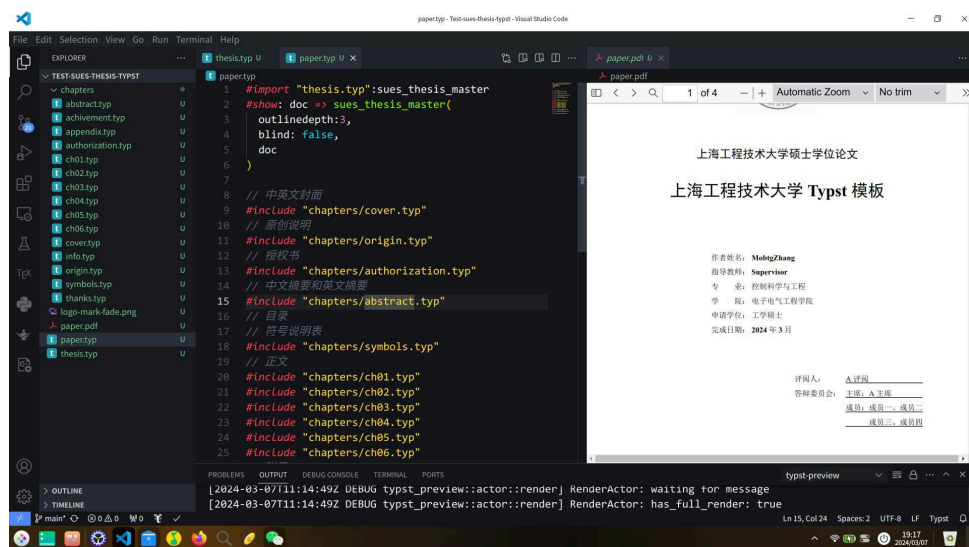 paper.typ - Test-sues-thesis-typst - Visual Studio Code
File Edit Selection View Go Run Terminal Help
EXPLORER
TEST-SUES-THESIS-TYPST
chapters
abstract.typ U
achivement.typ U
appendix.typ U
authorization.typ U
ch01.typ U
ch02.typ U
ch03.typ U
ch04.typ U
ch05.typ U
ch06.typ U
cover.typ U
info.typ U
origin.typ U
symbols.typ U
thanks.typ U
logo-mark-fade.png U
paper.pdf U
paper.typ U
thesis.typ U
OUTLINE
TIMELINE
21
TEX
thesis.typ U
paper.typ U
paper.typ
1 #import "thesis.typ":sues_thesis_master
2 #show: doc => sues_thesis_master(
3 outlinedepth:3,
4 blind: false,
5 doc
6 )
7
8 // 中英文封面
9 #include "chapters/cover.typ"
10 // 原创说明
11 #include "chapters/origin.typ"
12 // 授权书
13 #include "chapters/authorization.typ"
14 // 中文摘要和英文摘要
15 #include "chapters/abstract.typ"
16 // 目录
17 // 符号说明表
18 #include "chapters/symbols.typ"
19 // 正文
20 #include "chapters/ch01.typ"
21 #include "chapters/ch02.typ"
22 #include "chapters/ch03.typ"
23 #include "chapters/ch04.typ"
24 #include "chapters/ch05.typ"
25 #include "chapters/ch06.typ"
paper.pdf U
paper.pdf
1 of 4 Automatic Zoom No trim
上海工程技术大学硕士学位论文
上海工程技术大学 Typst 模板
作者姓名: MobtgZhang
指导教师: Supervisor
专 业: 控制科学与工程
学 院: 电子电气工程学院
申请学位: 工学硕士
完成日期: 2024 年 3 月
评阅人: A 评阅
答辩委员会: 主席: A 主席
成员: 成员一、成员二
成员三、成员四
PROBLEMS OUTPUT DEBUG CONSOLE TERMINAL PORTS
typst-preview
[2024-03-07T11:14:49Z DEBUG typst_preview::actor::render] RenderActor: waiting for message
[2024-03-07T11:14:49Z DEBUG typst_preview::actor::render] RenderActor: has_full_render: true
main* 0 0 0 Ln 15, Col 24 Spaces: 2 UTF-8 LF Typst
19:17
2024/03/07